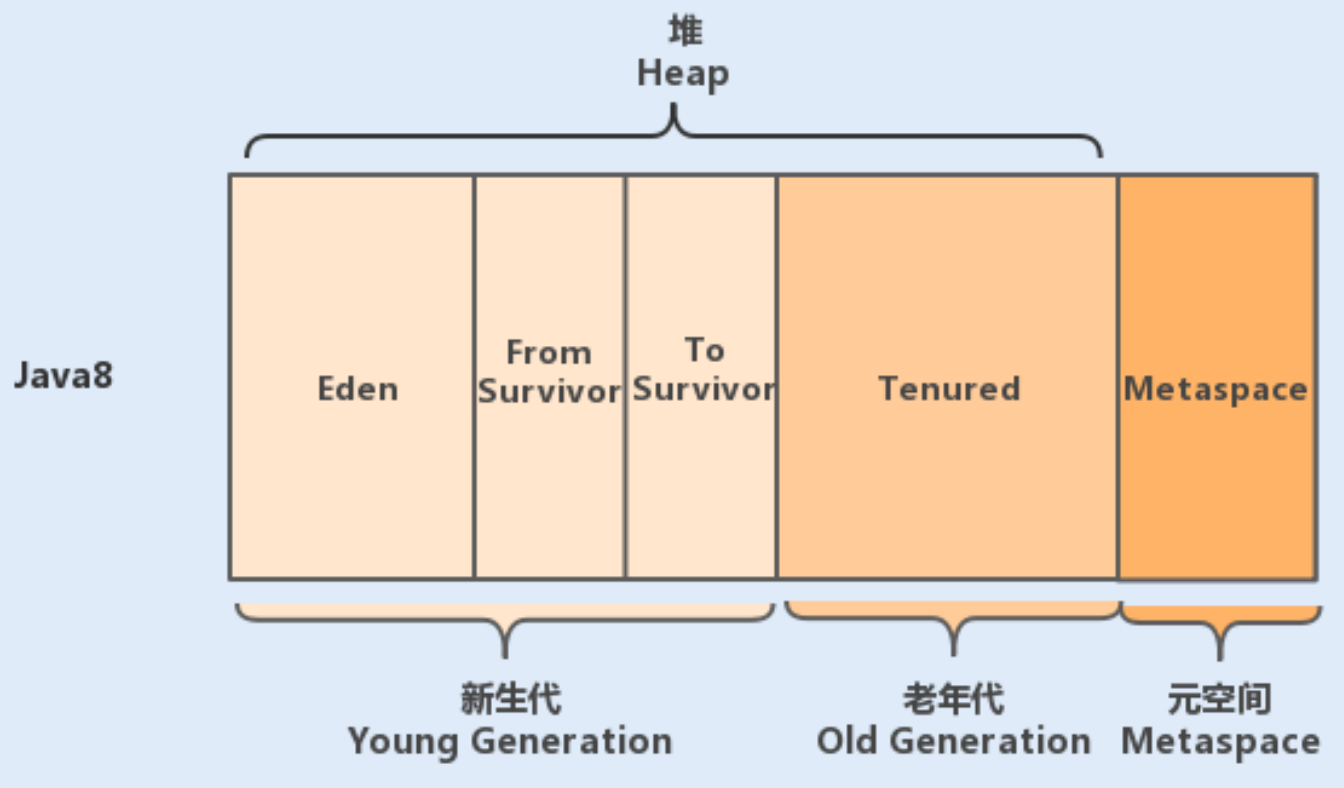 堆
Heap
Java8
Eden
From
Survivor
To
Survivor
Tenured
Metaspace
新生代
Young Generation
老年代
Old Generation
元空间
Metaspace